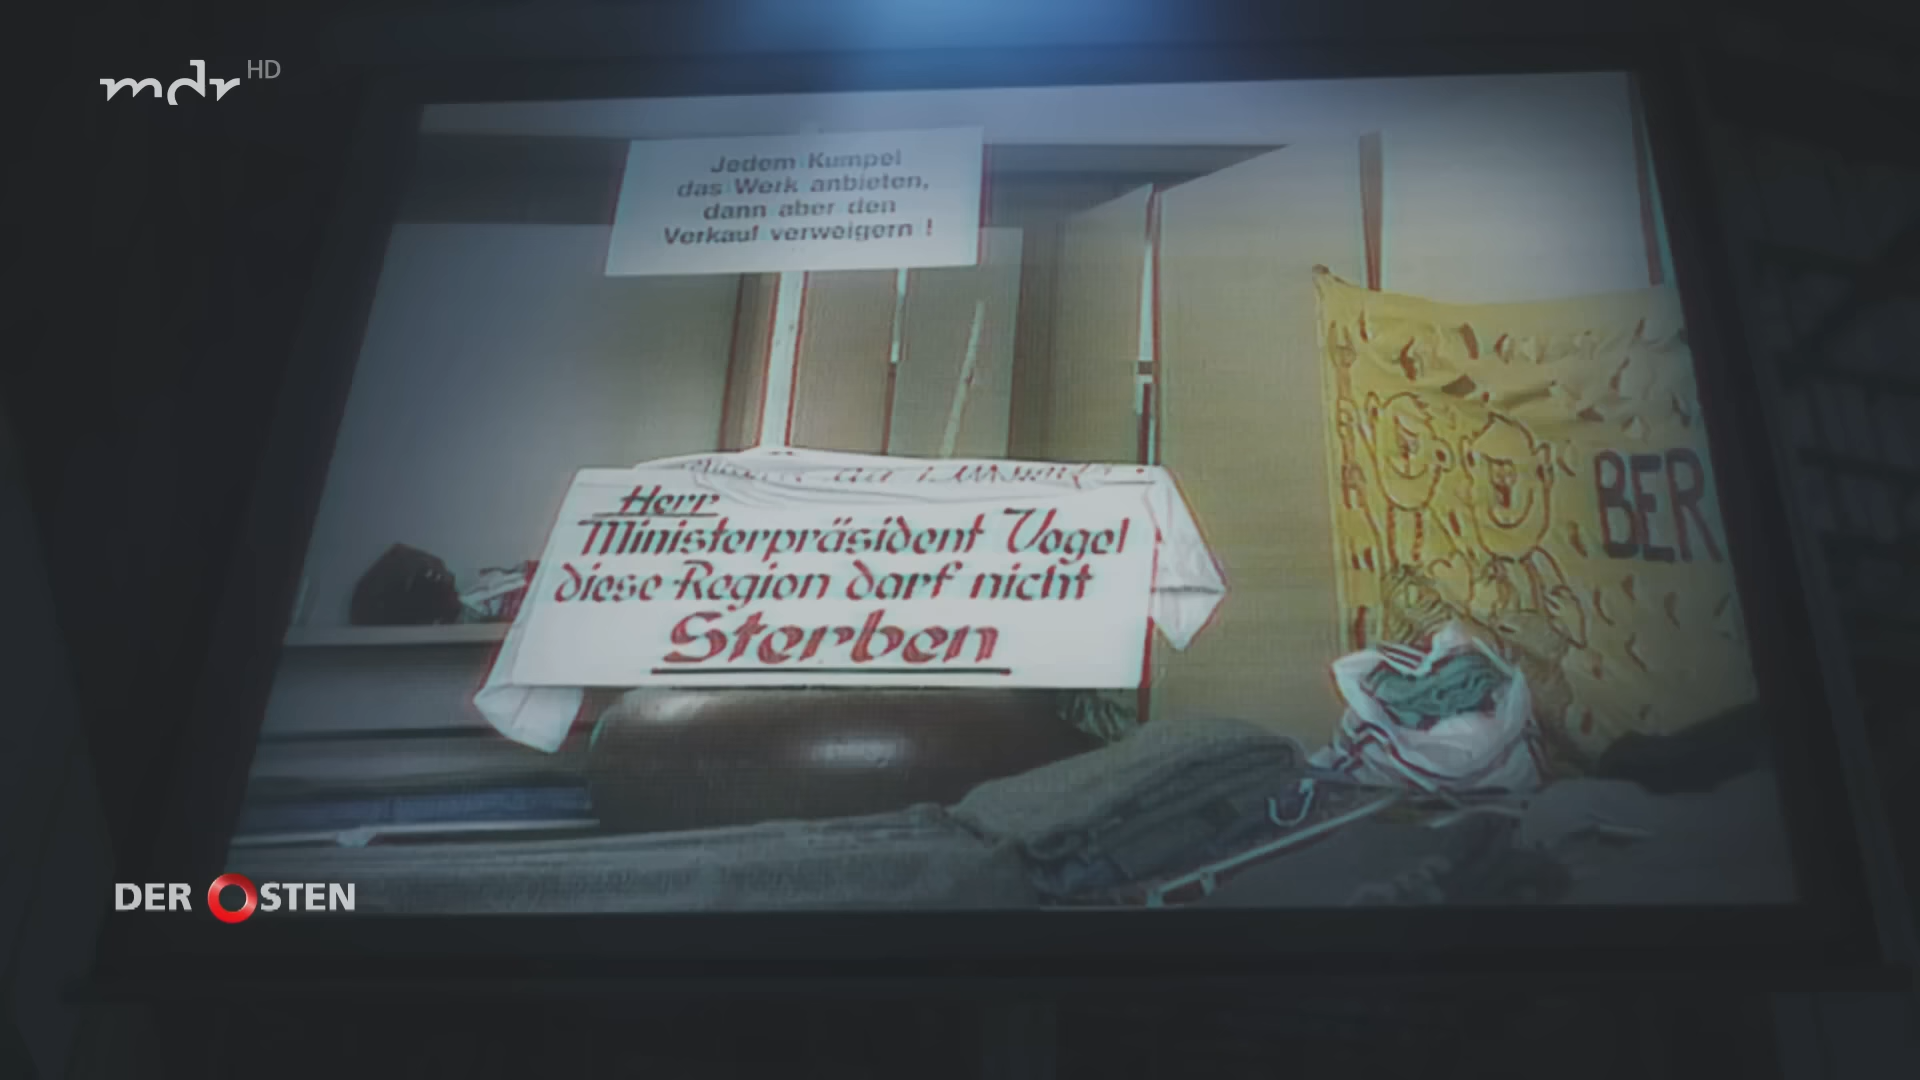 mdr HD
Jedem Kumpel
das Werk anbieten,
dann aber den
Verkauf verweigern !
Herr
Ministerpräsident Vogel
diese Region darf nicht
Sterben
BER
DER OSTEN